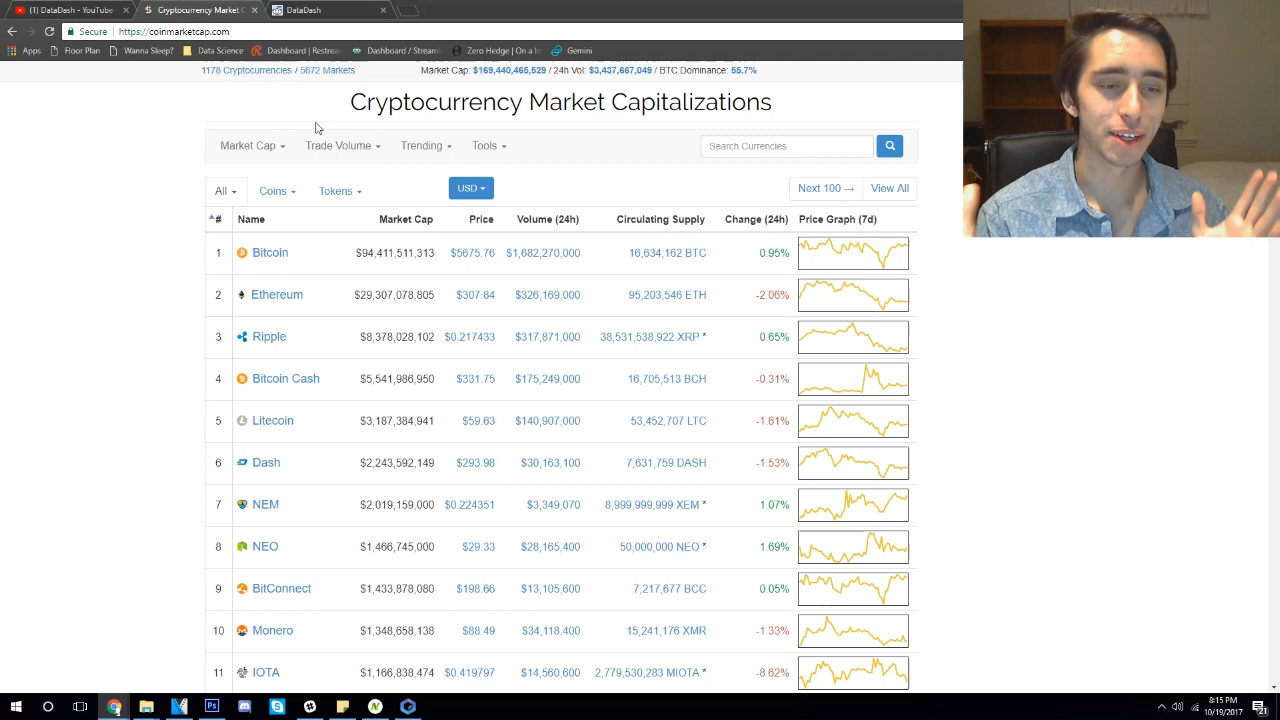 (1) DataDash - YouTube
Cryptocurrency Market C
DataDash
Secure https://coinmarketcap.com
Apps Floor Plan Wanna Sleep? Data Science Dashboard | Restrea Dashboard / Stream Zero Hedge | On a lo Gemini
1178 Cryptocurrencies / 5872 Markets Market Cap: $169,440,465,529 / 24h Vol: $3,437,667,049 / BTC Dominance: 55.7%
Cryptocurrency Market Capitalizations
Market Cap Trade Volume Trending Tools Search Currencies
All Coins Tokens USD Next 100 → View All
# Name Market Cap Price Volume (24h) Circulating Supply Change (24h) Price Graph (7d)
1 Bitcoin $94,411,511,313 $5675.76 $1,682,270,000 16,634,162 BTC 0.95%
2 Ethereum $29,307,078,805 $307.84 $326,169,000 95,203,546 ETH -2.06%
3 Ripple $8,378,028,102 $0.217433 $317,871,000 38,531,538,922 XRP * 0.65%
4 Bitcoin Cash $5,541,986,950 $331.75 $175,249,000 16,705,513 BCH -0.31%
5 Litecoin $3,187,384,941 $59.63 $140,907,000 53,452,707 LTC -1.61%
6 Dash $2,243,592,149 $293.98 $30,163,100 7,631,759 DASH -1.53%
7 NEM $2,019,159,000 $0.224351 $3,349,070 8,999,999,999 XEM * 1.07%
8 NEO $1,466,745,000 $29.33 $28,165,400 50,000,000 NEO * 1.69%
9 BitConnect $1,433,878,080 $198.66 $13,105,600 7,217,677 BCC 0.05%
10 Monero $1,348,658,138 $88.49 $34,118,400 15,241,176 XMR -1.33%
11 IOTA $1,166,838,474 $0.419797 $14,560,600 2,779,530,283 MIOTA * -8.62%
8:15 PM
10/19/2017
21